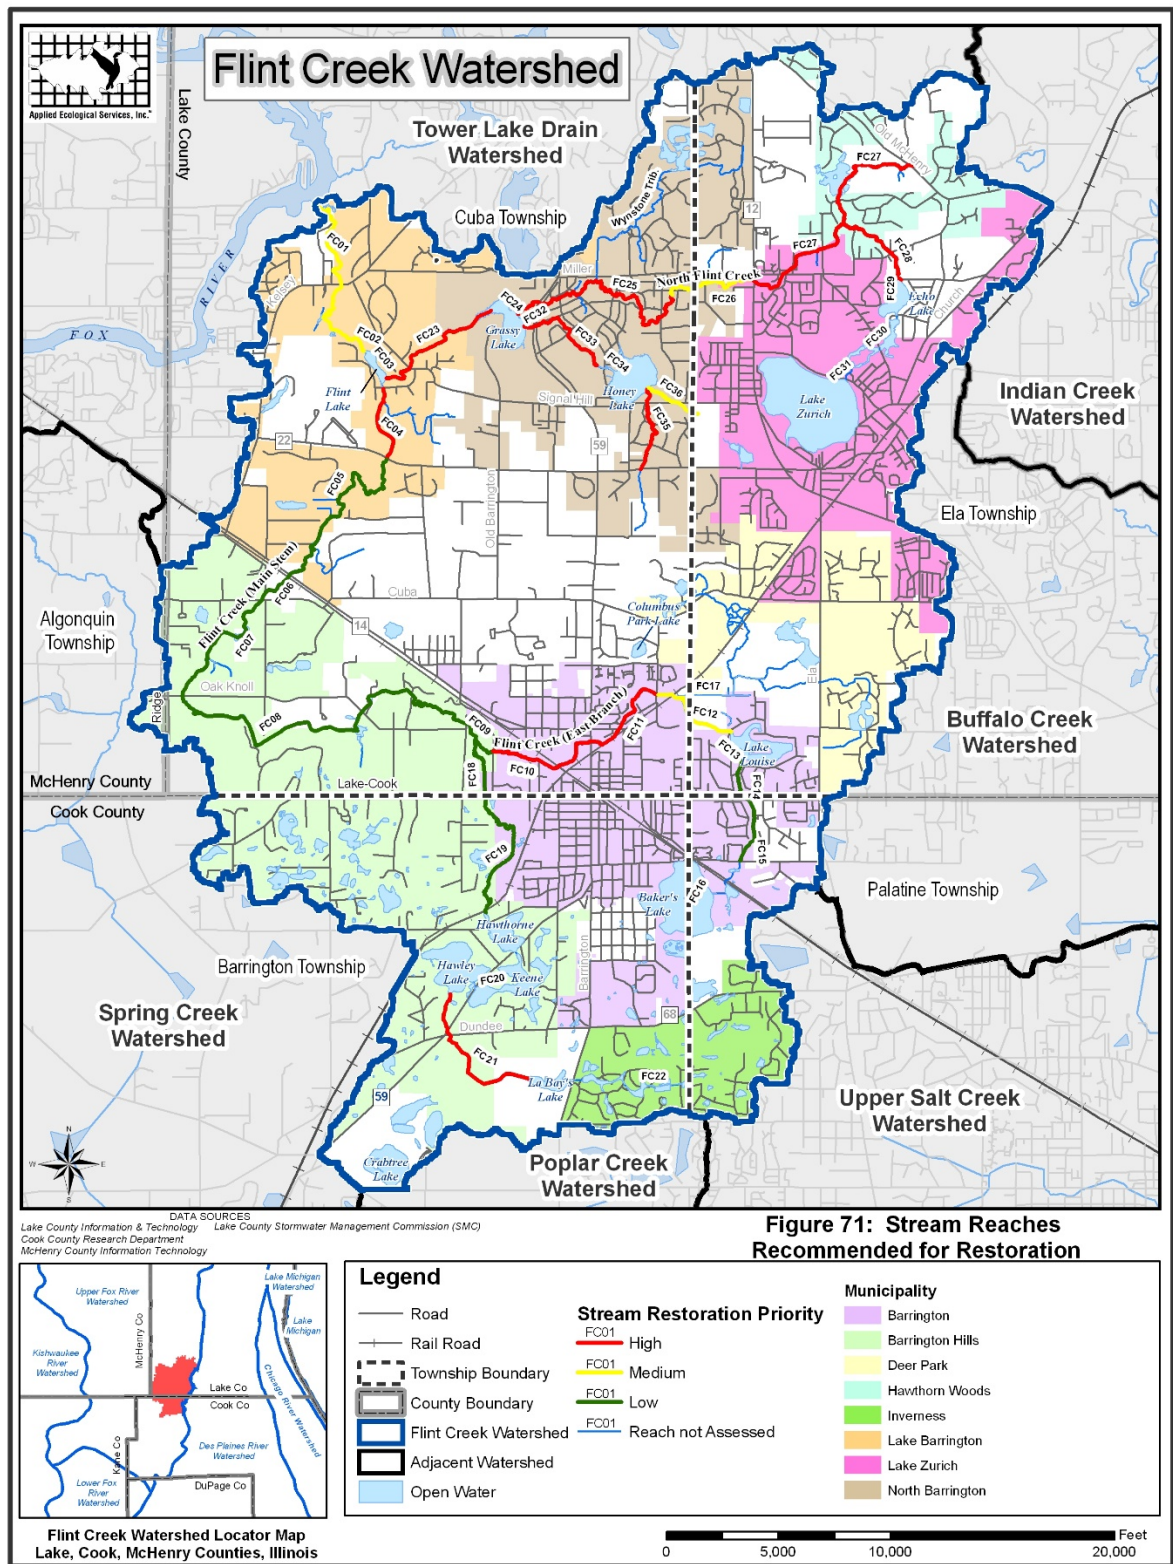 Applied Ecological Services, Inc.™
Flint Creek Watershed
Lake County
Tower Lake Drain
Watershed
Cuba Township
Wynstone Trib.
12
Old McHenry
FC27
FC01
Kelsey
RIVER
FOX
Miller
FC25
North Flint Creek
FC26
FC27
FC28
FC29
Echo
Lake
Church
FC24
FC32
FC23
Grassy
Lake
FC33
FC34
FC02
FC03
FC30
FC31
Flint
Lake
Honey
Lake
FC36
Signal Hill
FC35
Lake
Zurich
Indian Creek
Watershed
FC04
22
59
FC05
Old Barrington
Ela Township
Flint Creek (Main Stem)
FC06
Cuba
Columbus
Park Lake
Algonquin
Township
14
FC07
Ela
Oak Knoll
Ridge
FC17
FC08
FC09
Flint Creek (East Branch)
FC11
FC12
Buffalo Creek
Watershed
FC13
Lake
Louise
FC10
FC18
McHenry County
Lake-Cook
FC14
Cook County
FC19
FC15
Baker's
Lake
FC16
Palatine Township
Hawthorne
Lake
Barrington Township
Hawley
Lake
FC20
Keene
Lake
Barrington
Spring Creek
Watershed
68
Dundee
FC21
FC22
La Bay's
Lake
59
Upper Salt Creek
Watershed
N
W
E
S
Crabtree
Lake
Poplar Creek
Watershed
DATA SOURCES
Lake County Information & Technology Lake County Stormwater Management Commission (SMC)
Cook County Research Department
McHenry County Information Technology
Figure 71: Stream Reaches
Recommended for Restoration
Upper Fox River
Watershed
Lake Michigan
Watershed
Lake
Michigan
McHenry Co
Kishwaukee
River
Watershed
Chicago River Watershed
Lake Co
Cook Co
Des Plaines River
Watershed
Kane Co
Lower Fox
River
Watershed
DuPage Co
Flint Creek Watershed Locator Map
Lake, Cook, McHenry Counties, Illinois
Legend
Road
Rail Road
Township Boundary
County Boundary
Flint Creek Watershed
Adjacent Watershed
Open Water
Stream Restoration Priority
FC01 High
FC01 Medium
FC01 Low
FC01 Reach not Assessed
Municipality
Barrington
Barrington Hills
Deer Park
Hawthorn Woods
Inverness
Lake Barrington
Lake Zurich
North Barrington
Feet
0 5,000 10,000 20,000